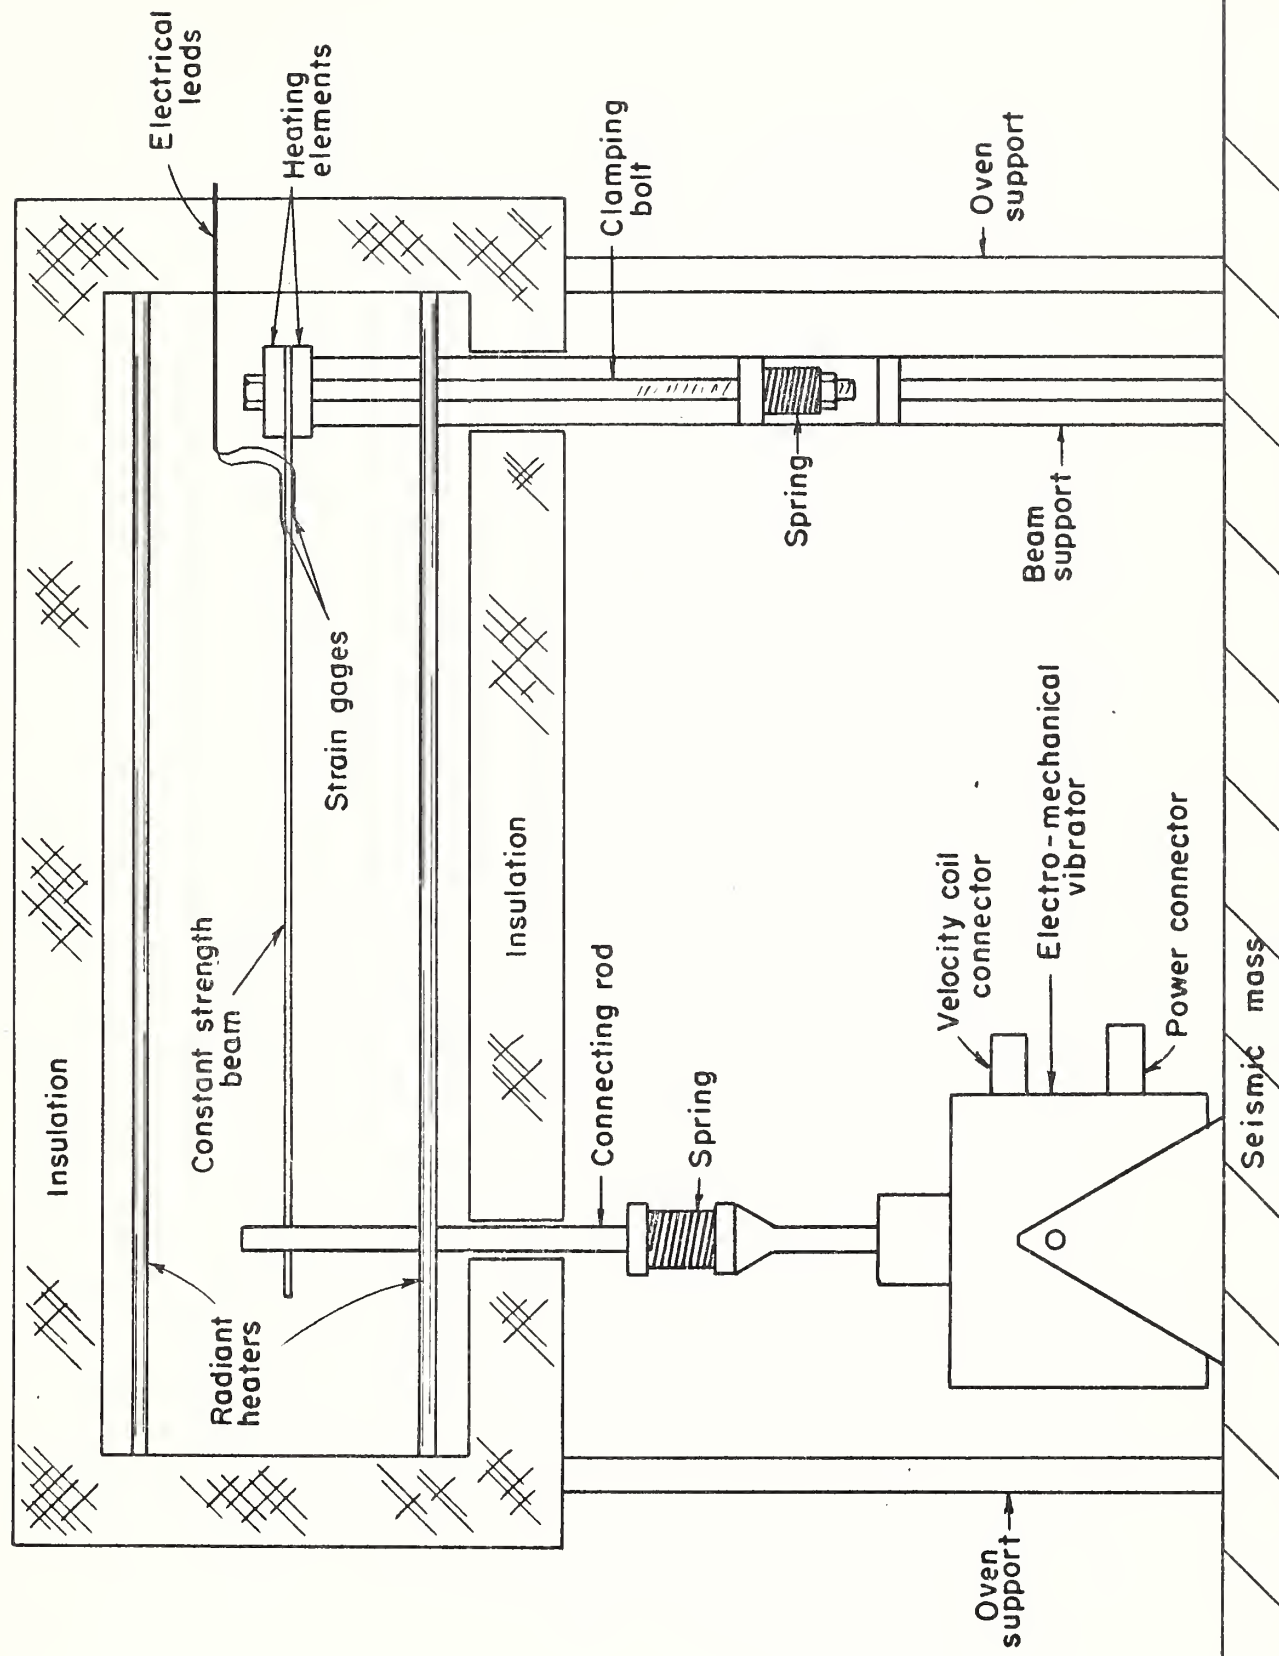 Insulation
Radiant
heaters
Constant strength
beam
Strain gages
Electrical
leads
Heating
elements
Insulation
Connecting rod
Spring
Clamping
bolt
Spring
Velocity coil
connector
Electro-mechanical
vibrator
Power connector
Beam
support
Oven
support
Oven
support
Seismic mass